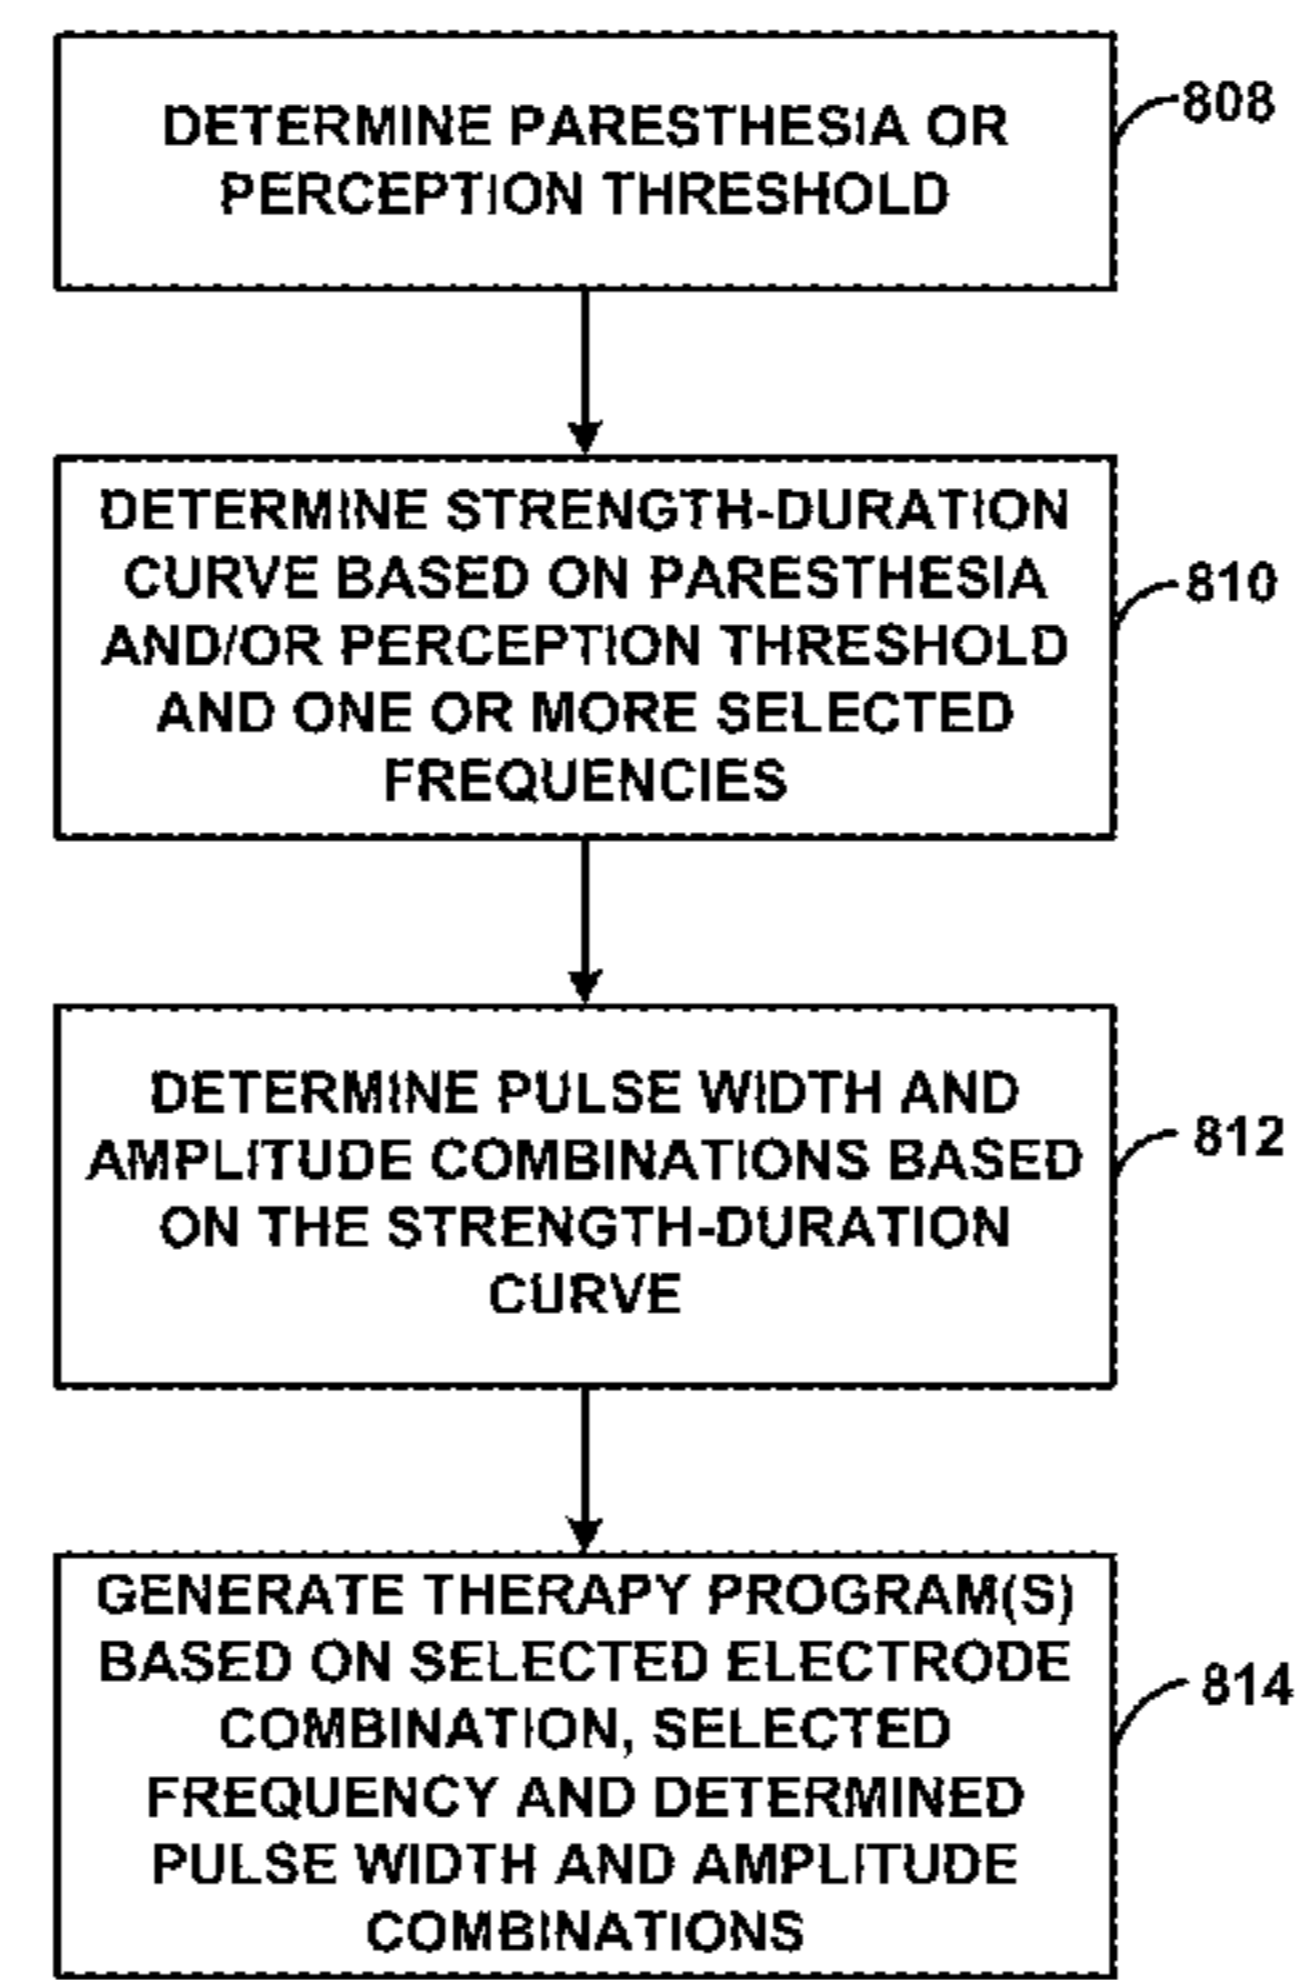 DETERMINE PARESTHESIA OR
PERCEPTION THRESHOLD
808
DETERMINE STRENGTH-DURATION
CURVE BASED ON PARESTHESIA
AND/OR PERCEPTION THRESHOLD
AND ONE OR MORE SELECTED
FREQUENCIES
810
DETERMINE PULSE WIDTH AND
AMPLITUDE COMBINATIONS BASED
ON THE STRENGTH-DURATION
CURVE
812
GENERATE THERAPY PROGRAM(S)
BASED ON SELECTED ELECTRODE
COMBINATION, SELECTED
FREQUENCY AND DETERMINED
PULSE WIDTH AND AMPLITUDE
COMBINATIONS
814